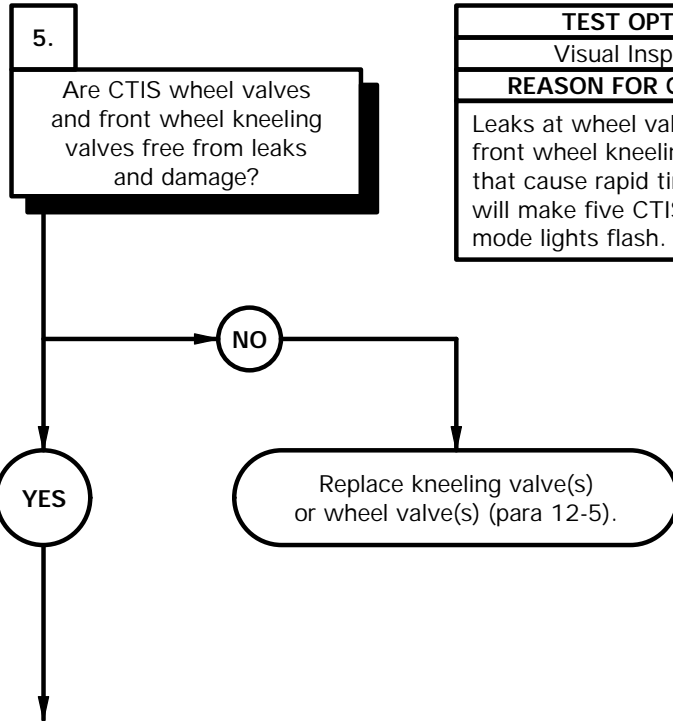 5.
Are CTIS wheel valves
and front wheel kneeling
valves free from leaks
and damage?
TEST OPT
Visual Insp
REASON FOR
Leaks at wheel val
front wheel kneelin
that cause rapid ti
will make five CTIS
mode lights flash.
NO
YES
Replace kneeling valve(s)
or wheel valve(s) (para 12-5).